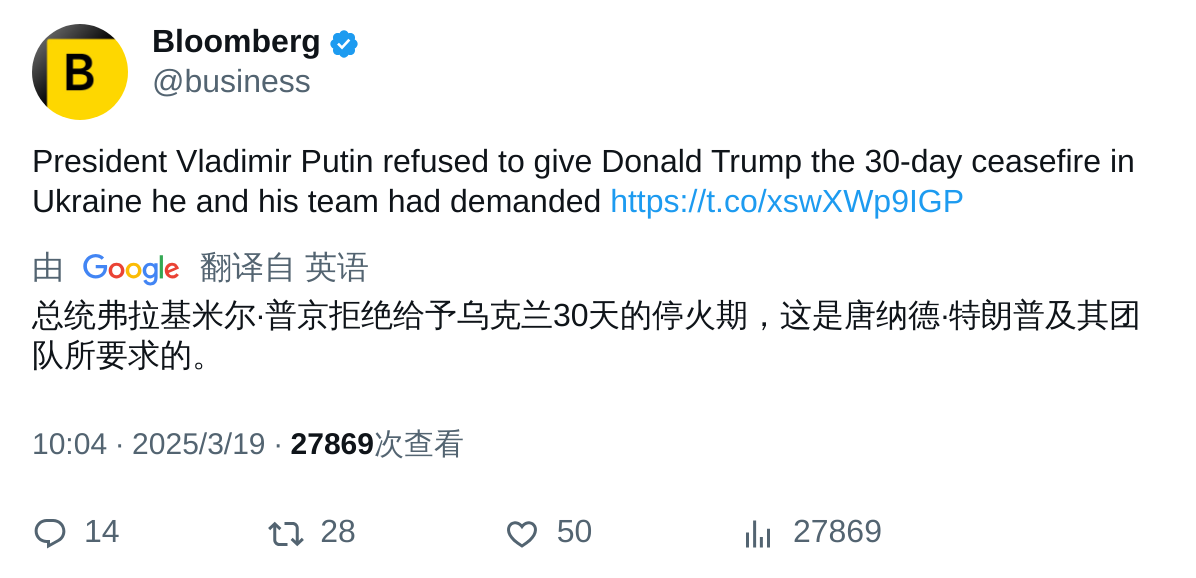 B
Bloomberg
@business
President Vladimir Putin refused to give Donald Trump the 30-day ceasefire in
Ukraine he and his team had demanded https://t.co/xswXWp9IGP
由 Google 翻译自 英语
总统弗拉基米尔·普京拒绝给予乌克兰30天的停火期，这是唐纳德·特朗普及其团
队所要求的。
10:04 · 2025/3/19 · 27869次查看
14 28 50 27869